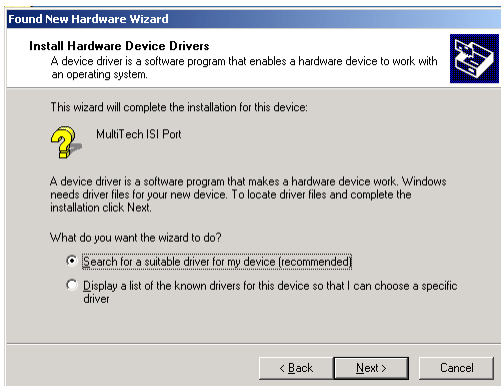 Found New Hardware Wizard
Install Hardware Device Drivers
A device driver is a software program that enables a hardware device to work with
an operating system.
This wizard will complete the installation for this device:
MultiTech ISI Port
A device driver is a software program that makes a hardware device work. Windows
needs driver files for your new device. To locate driver files and complete the
installation click Next.
What do you want the wizard to do?
Search for a suitable driver for my device (recommended)
Display a list of the known drivers for this device so that I can choose a specific
driver
< Back
Next >
Cancel